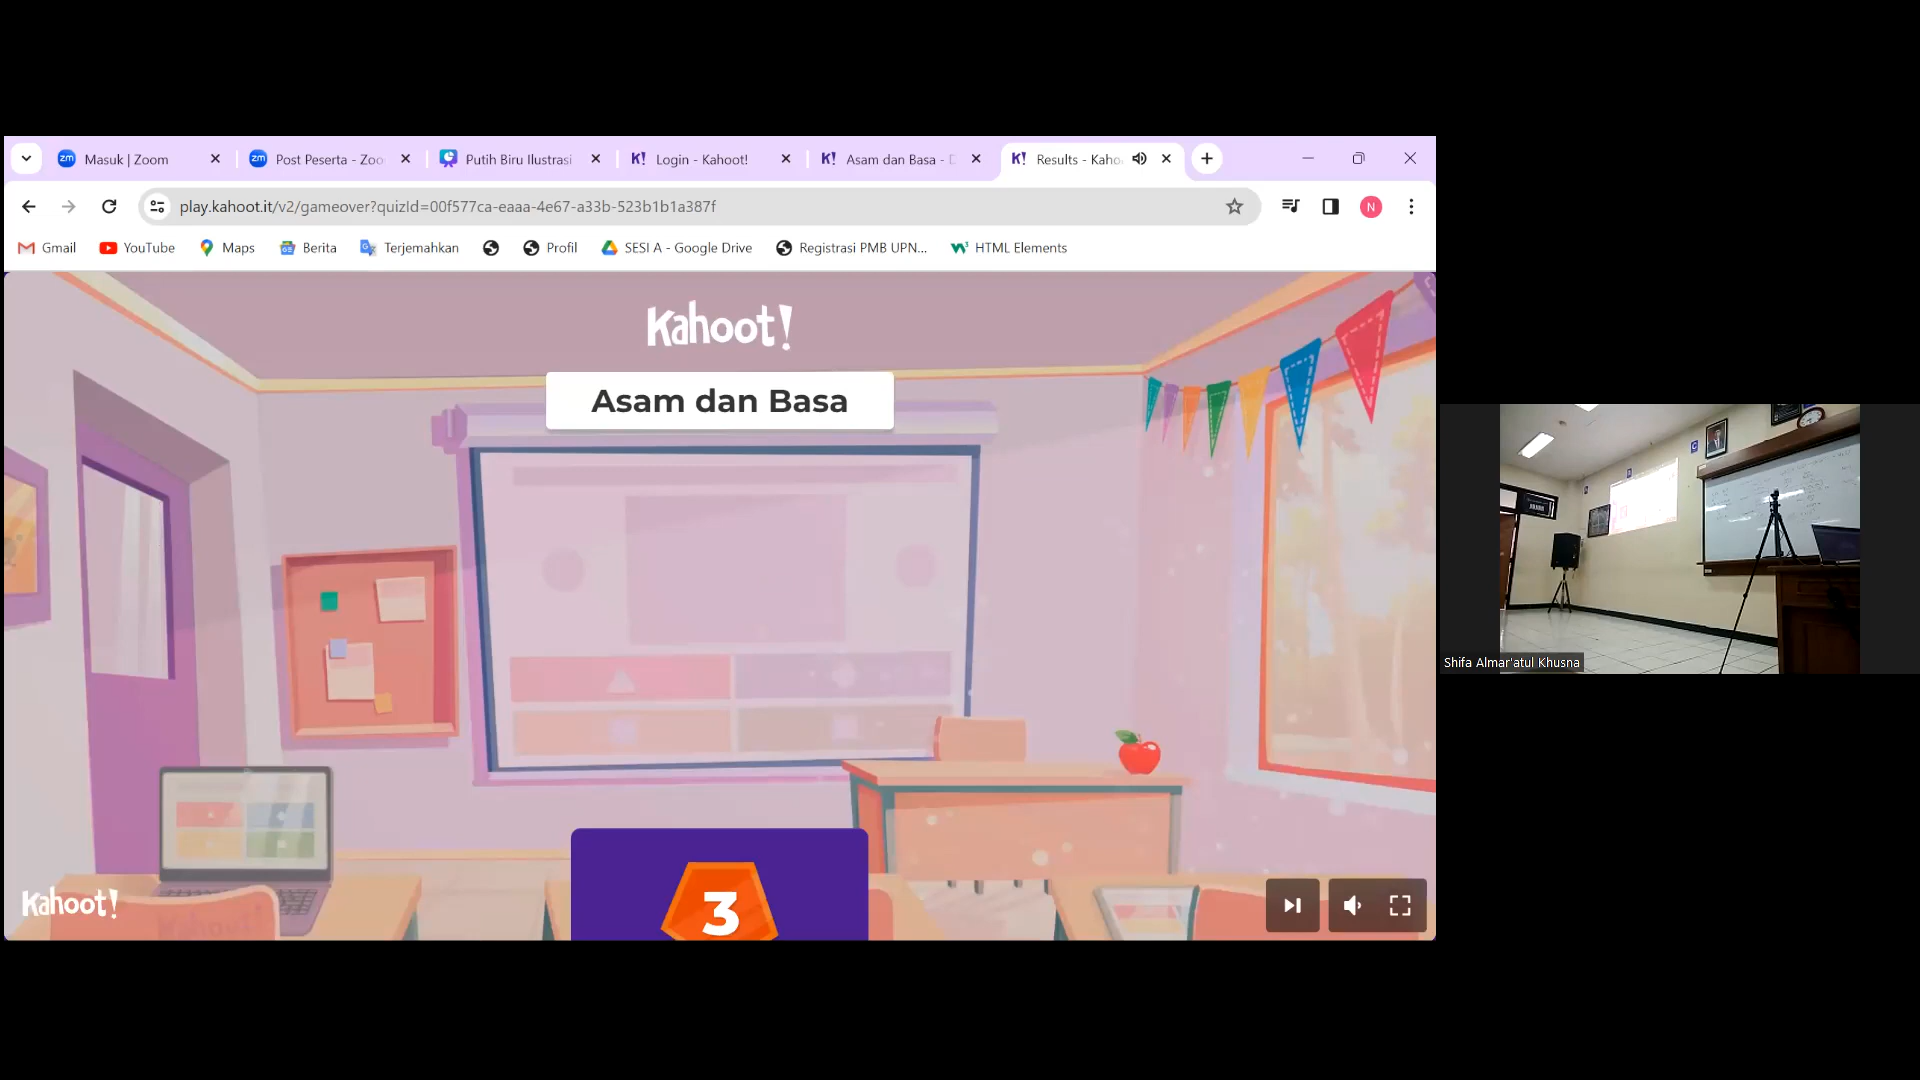 Masuk | Zoom
Post Peserta - Zoo
Putih Biru Ilustrasi
K! Login - Kahoot!
K! Asam dan Basa - D
K! Results - Kaho
play.kahoot.it/v2/gameover?quizId=00f577ca-eaaa-4e67-a33b-523b1b1a387f
N
Gmail
YouTube
Maps
Berita
Terjemahkan
Profil
SESI A - Google Drive
Registrasi PMB UPN...
HTML Elements
Kahoot!
Asam dan Basa
3
Kahoot!
Shifa Almar'atul Khusna